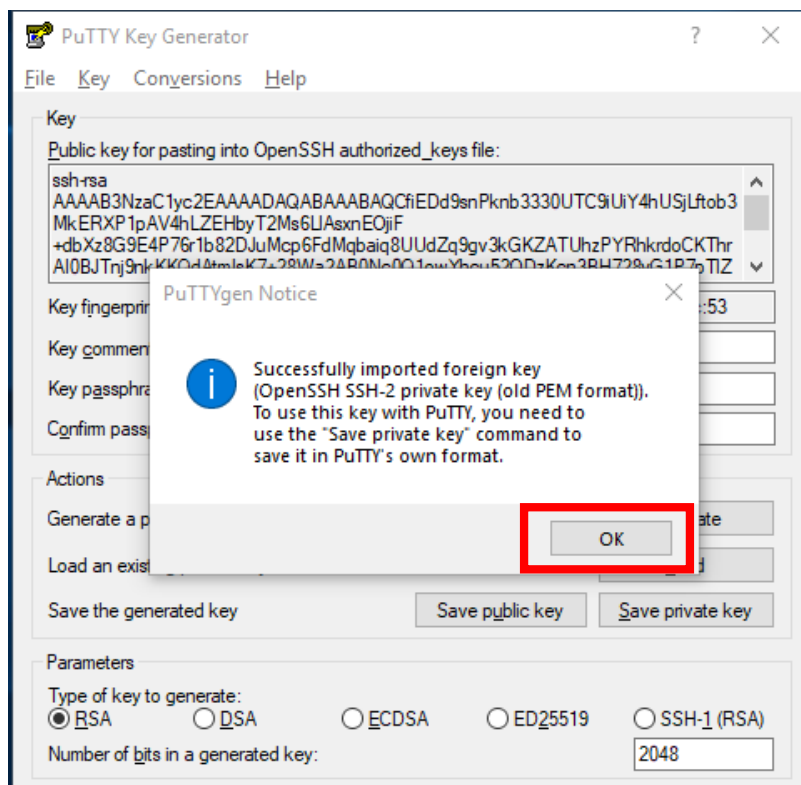 PuTTY Key Generator
File Key Conversions Help
Key
Public key for pasting into OpenSSH authorized_keys file:
ssh-rsa
AAAAB3NzaC1yc2EAAAADAQABAAABAQCfiEDd9snPknb3330UTC9iUiY4hUSjLftob3
MkERXP1pAV4hLZEHbyT2Ms6LIAsxnEOjiF
+dbXz8G9E4P76r1b82DJuMcp6FdMqbaiq8UUdZq9gv3kGKZATUhzPYRhkrdoCKThr
Key fingerprin :53
Key commen
Key passphra
Confirm pass
PuTTYgen Notice
Successfully imported foreign key
(OpenSSH SSH-2 private key (old PEM format)).
To use this key with PuTTY, you need to
use the "Save private key" command to
save it in PuTTY's own format.
OK
Actions
Generate a p ate
Load an exist
Save the generated key Save public key Save private key
Parameters
Type of key to generate:
RSA DSA ECDSA ED25519 SSH-1 (RSA)
Number of bits in a generated key: 2048